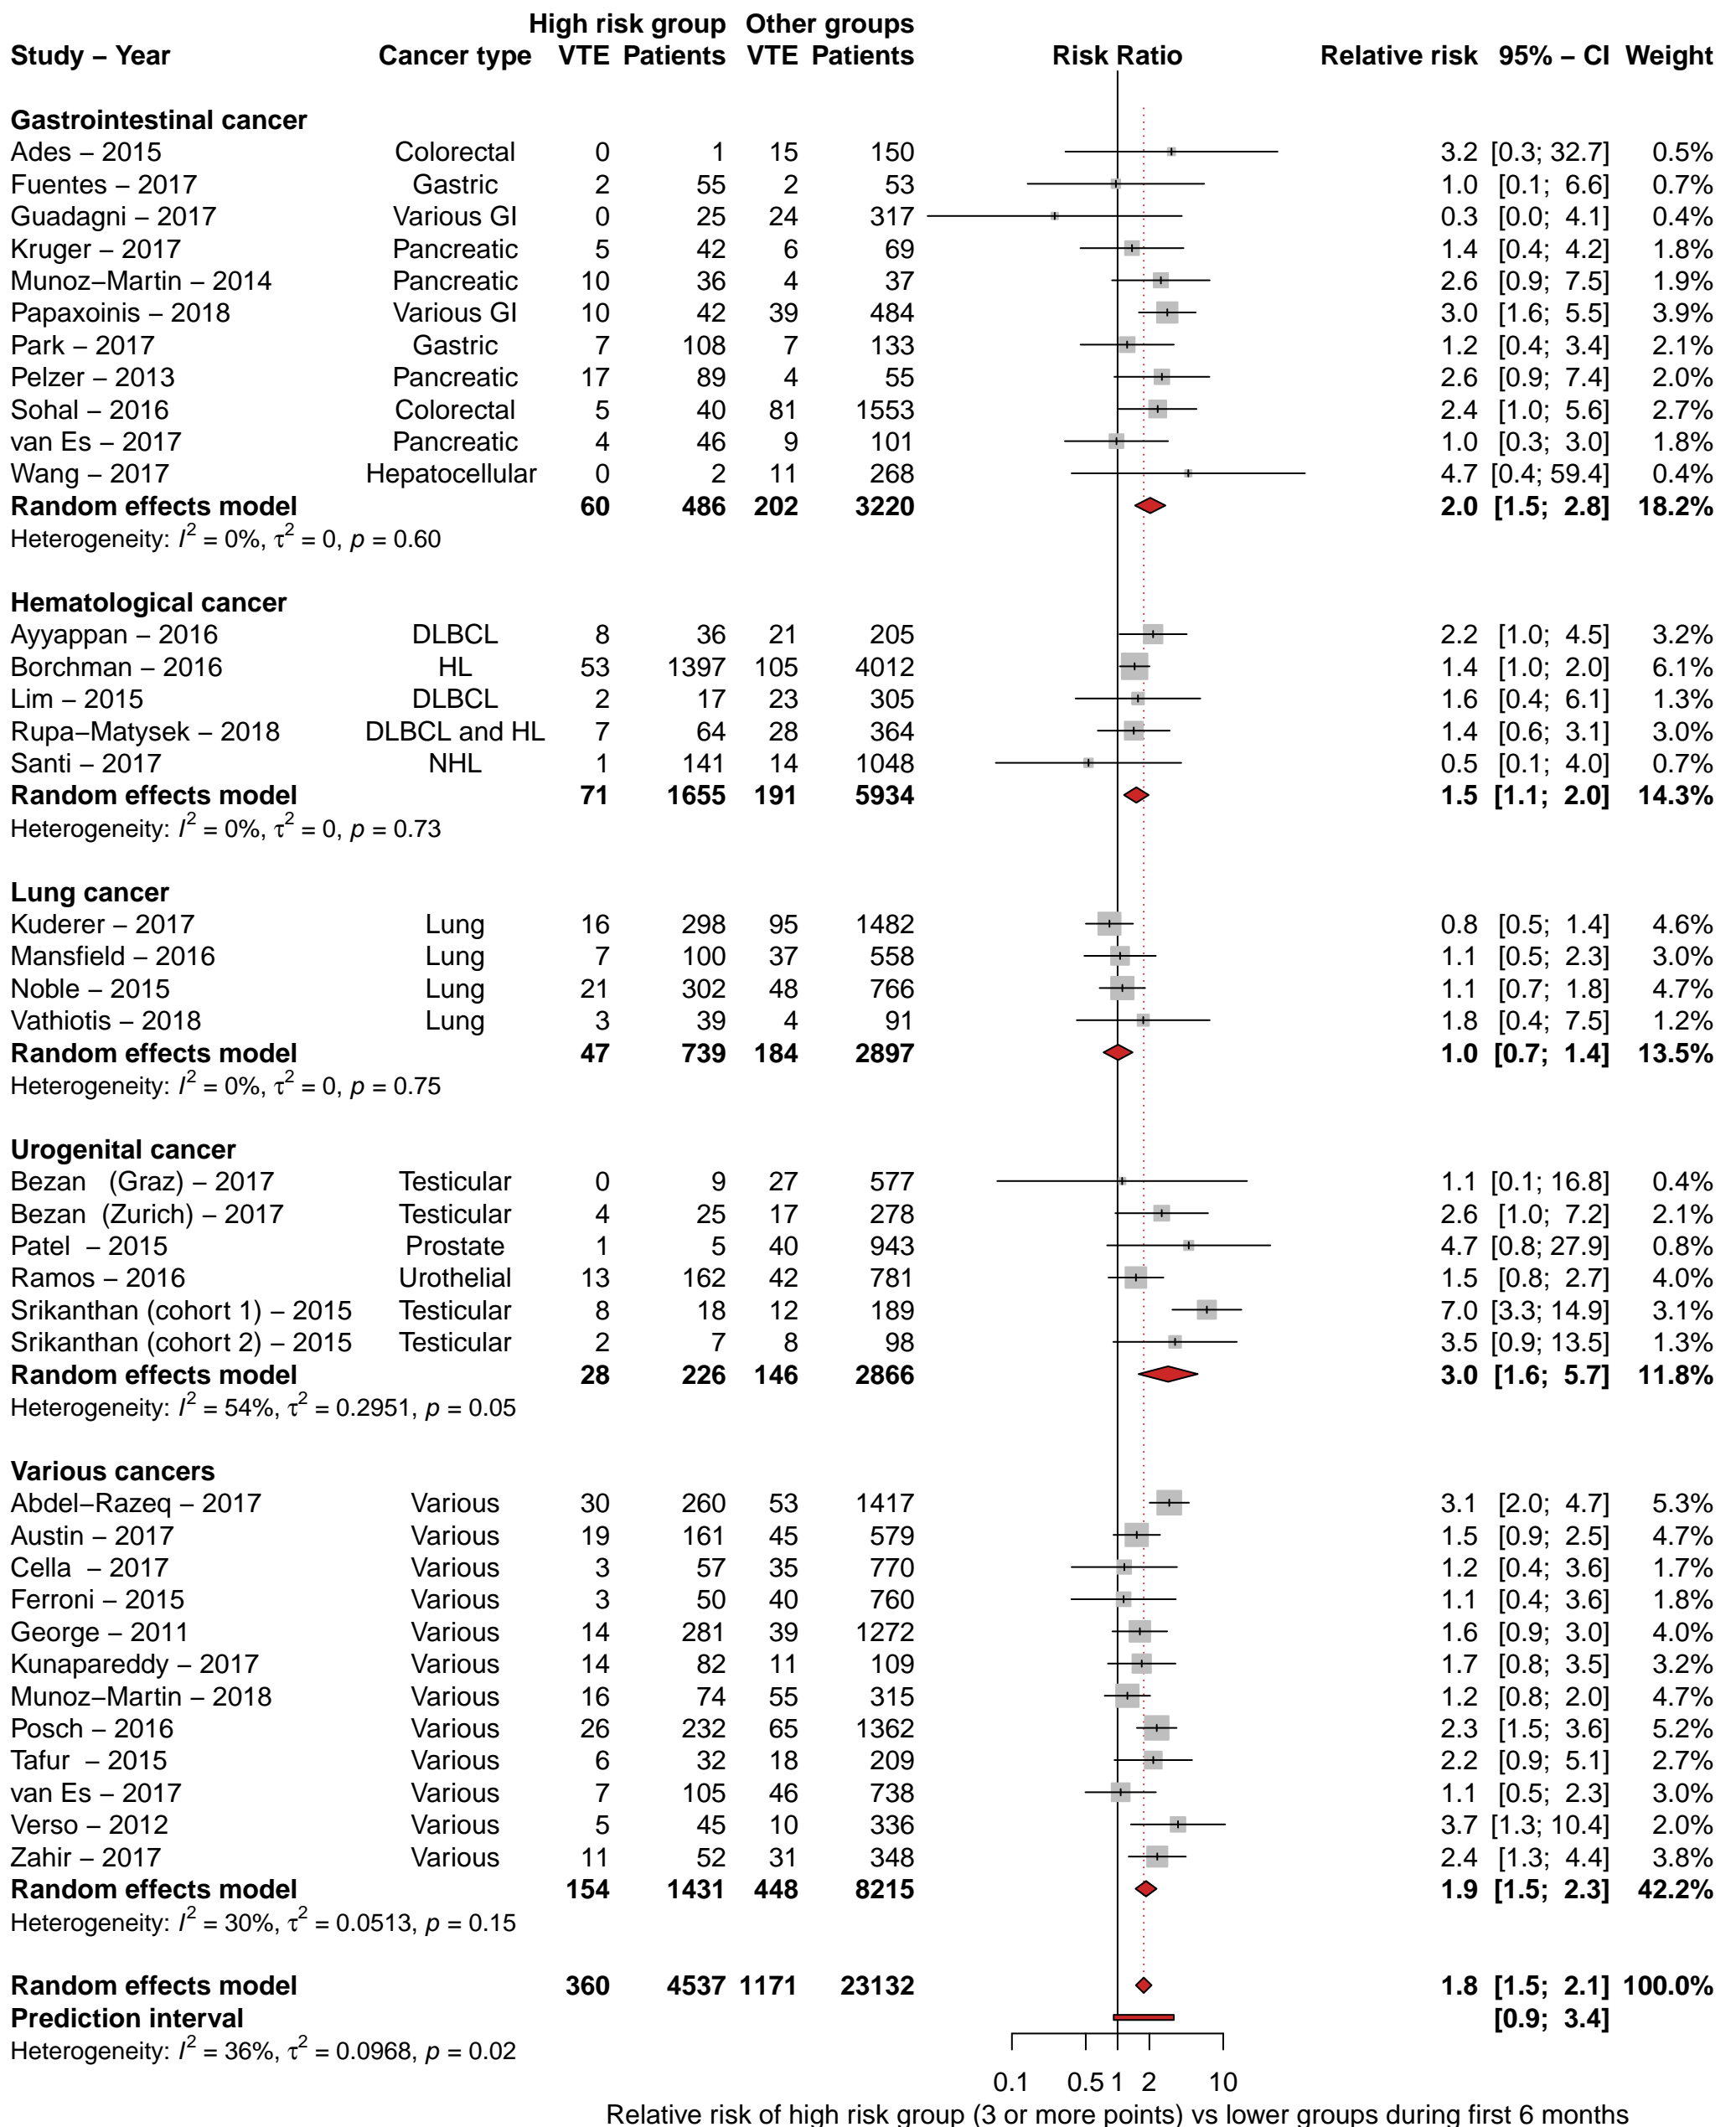 High risk group Other groups
Study – Year Cancer type VTE Patients VTE Patients Risk Ratio Relative risk 95% – CI Weight
Gastrointestinal cancer
Ades – 2015 Colorectal 0 1 15 150 3.2 [0.3; 32.7] 0.5%
Fuentes – 2017 Gastric 2 55 2 53 1.0 [0.1; 6.6] 0.7%
Guadagni – 2017 Various GI 0 25 24 317 0.3 [0.0; 4.1] 0.4%
Kruger – 2017 Pancreatic 5 42 6 69 1.4 [0.4; 4.2] 1.8%
Munoz–Martin – 2014 Pancreatic 10 36 4 37 2.6 [0.9; 7.5] 1.9%
Papaxoinis – 2018 Various GI 10 42 39 484 3.0 [1.6; 5.5] 3.9%
Park – 2017 Gastric 7 108 7 133 1.2 [0.4; 3.4] 2.1%
Pelzer – 2013 Pancreatic 17 89 4 55 2.6 [0.9; 7.4] 2.0%
Sohal – 2016 Colorectal 5 40 81 1553 2.4 [1.0; 5.6] 2.7%
van Es – 2017 Pancreatic 4 46 9 101 1.0 [0.3; 3.0] 1.8%
Wang – 2017 Hepatocellular 0 2 11 268 4.7 [0.4; 59.4] 0.4%
Random effects model 60 486 202 3220 2.0 [1.5; 2.8] 18.2%
Heterogeneity: I² = 0%, τ² = 0, p = 0.60
Hematological cancer
Ayyappan – 2016 DLBCL 8 36 21 205 2.2 [1.0; 4.5] 3.2%
Borchman – 2016 HL 53 1397 105 4012 1.4 [1.0; 2.0] 6.1%
Lim – 2015 DLBCL 2 17 23 305 1.6 [0.4; 6.1] 1.3%
Rupa–Matysek – 2018 DLBCL and HL 7 64 28 364 1.4 [0.6; 3.1] 3.0%
Santi – 2017 NHL 1 141 14 1048 0.5 [0.1; 4.0] 0.7%
Random effects model 71 1655 191 5934 1.5 [1.1; 2.0] 14.3%
Heterogeneity: I² = 0%, τ² = 0, p = 0.73
Lung cancer
Kuderer – 2017 Lung 16 298 95 1482 0.8 [0.5; 1.4] 4.6%
Mansfield – 2016 Lung 7 100 37 558 1.1 [0.5; 2.3] 3.0%
Noble – 2015 Lung 21 302 48 766 1.1 [0.7; 1.8] 4.7%
Vathiotis – 2018 Lung 3 39 4 91 1.8 [0.4; 7.5] 1.2%
Random effects model 47 739 184 2897 1.0 [0.7; 1.4] 13.5%
Heterogeneity: I² = 0%, τ² = 0, p = 0.75
Urogenital cancer
Bezan (Graz) – 2017 Testicular 0 9 27 577 1.1 [0.1; 16.8] 0.4%
Bezan (Zurich) – 2017 Testicular 4 25 17 278 2.6 [1.0; 7.2] 2.1%
Patel – 2015 Prostate 1 5 40 943 4.7 [0.8; 27.9] 0.8%
Ramos – 2016 Urothelial 13 162 42 781 1.5 [0.8; 2.7] 4.0%
Srikanthan (cohort 1) – 2015 Testicular 8 18 12 189 7.0 [3.3; 14.9] 3.1%
Srikanthan (cohort 2) – 2015 Testicular 2 7 8 98 3.5 [0.9; 13.5] 1.3%
Random effects model 28 226 146 2866 3.0 [1.6; 5.7] 11.8%
Heterogeneity: I² = 54%, τ² = 0.2951, p = 0.05
Various cancers
Abdel–Razeq – 2017 Various 30 260 53 1417 3.1 [2.0; 4.7] 5.3%
Austin – 2017 Various 19 161 45 579 1.5 [0.9; 2.5] 4.7%
Cella – 2017 Various 3 57 35 770 1.2 [0.4; 3.6] 1.7%
Ferroni – 2015 Various 3 50 40 760 1.1 [0.4; 3.6] 1.8%
George – 2011 Various 14 281 39 1272 1.6 [0.9; 3.0] 4.0%
Kunapareddy – 2017 Various 14 82 11 109 1.7 [0.8; 3.5] 3.2%
Munoz–Martin – 2018 Various 16 74 55 315 1.2 [0.8; 2.0] 4.7%
Posch – 2016 Various 26 232 65 1362 2.3 [1.5; 3.6] 5.2%
Tafur – 2015 Various 6 32 18 209 2.2 [0.9; 5.1] 2.7%
van Es – 2017 Various 7 105 46 738 1.1 [0.5; 2.3] 3.0%
Verso – 2012 Various 5 45 10 336 3.7 [1.3; 10.4] 2.0%
Zahir – 2017 Various 11 52 31 348 2.4 [1.3; 4.4] 3.8%
Random effects model 154 1431 448 8215 1.9 [1.5; 2.3] 42.2%
Heterogeneity: I² = 30%, τ² = 0.0513, p = 0.15
Random effects model 360 4537 1171 23132 1.8 [1.5; 2.1] 100.0%
Prediction interval [0.9; 3.4]
Heterogeneity: I² = 36%, τ² = 0.0968, p = 0.02
0.1 0.5 1 2 10
Relative risk of high risk group (3 or more points) vs lower groups during first 6 months